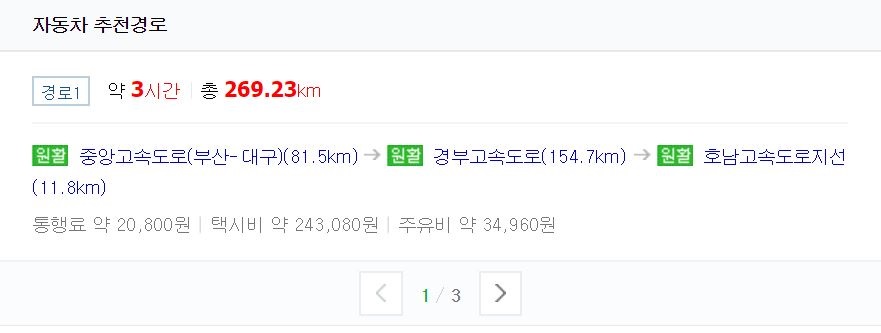 자동차 추천경로
경로1 약 3시간 총 269.23km
원활 중앙고속도로(부산-대구)(81.5km) → 원활 경부고속도로(154.7km) → 원활 호남고속도로지선
(11.8km)
통행료 약 20,800원 | 택시비 약 243,080원 | 주유비 약 34,960원
< 1 / 3 >